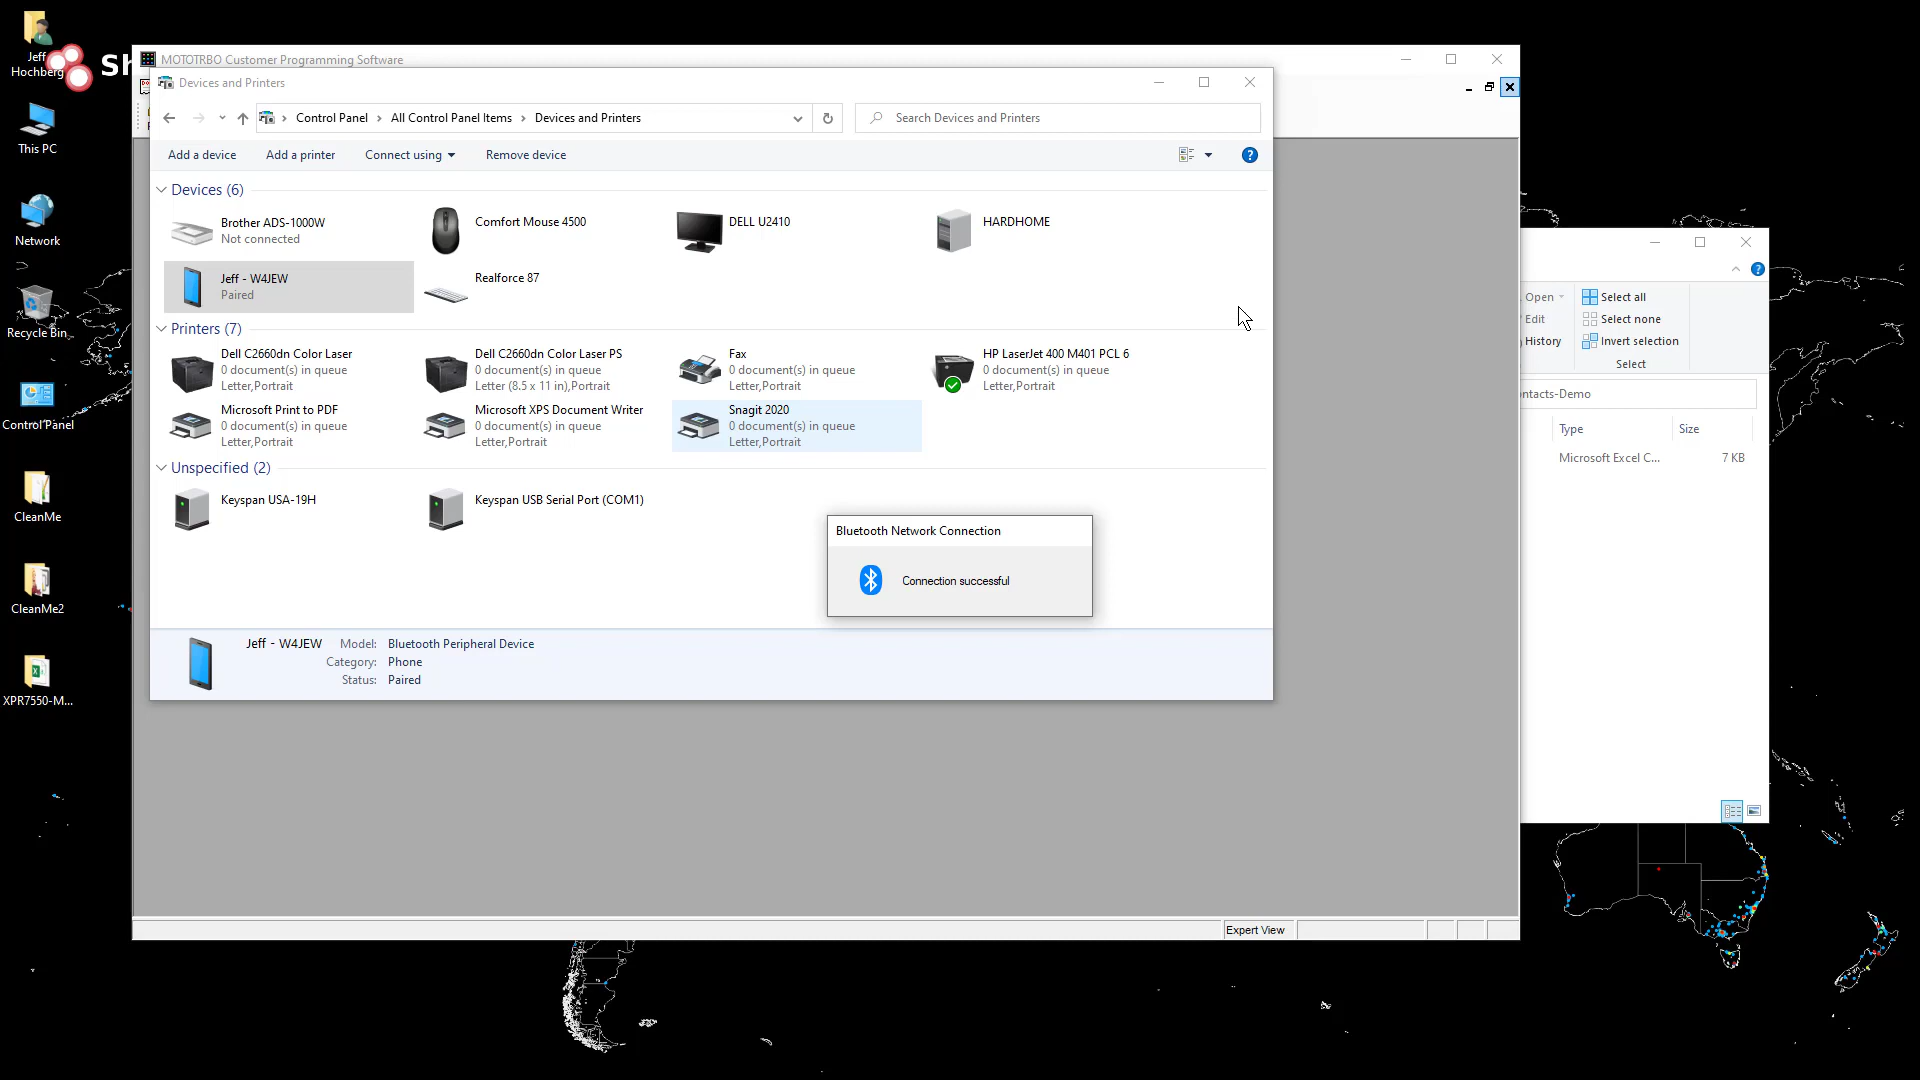 Jeff
Hochberg
This PC
Network
Recycle Bin
Control Panel
CleanMe
CleanMe2
XPR7550-M...
MOTOTRBO Customer Programming Software
Devices and Printers
Control Panel > All Control Panel Items > Devices and Printers
Search Devices and Printers
Add a device Add a printer Connect using Remove device
Devices (6)
Brother ADS-1000W
Not connected
Comfort Mouse 4500
DELL U2410
HARDHOME
Jeff - W4JEW
Paired
Realforce 87
Printers (7)
Dell C2660dn Color Laser
0 document(s) in queue
Letter,Portrait
Dell C2660dn Color Laser PS
0 document(s) in queue
Letter (8.5 x 11 in),Portrait
Fax
0 document(s) in queue
Letter,Portrait
HP LaserJet 400 M401 PCL 6
0 document(s) in queue
Letter,Portrait
Microsoft Print to PDF
0 document(s) in queue
Letter,Portrait
Microsoft XPS Document Writer
0 document(s) in queue
Letter,Portrait
Snagit 2020
0 document(s) in queue
Letter,Portrait
Unspecified (2)
Keyspan USA-19H
Keyspan USB Serial Port (COM1)
Bluetooth Network Connection
Connection successful
Jeff - W4JEW Model: Bluetooth Peripheral Device
Category: Phone
Status: Paired
Expert View
Open
Edit
History
Select all
Select none
Invert selection
Select
ontacts-Demo
Type Size
Microsoft Excel C... 7 KB